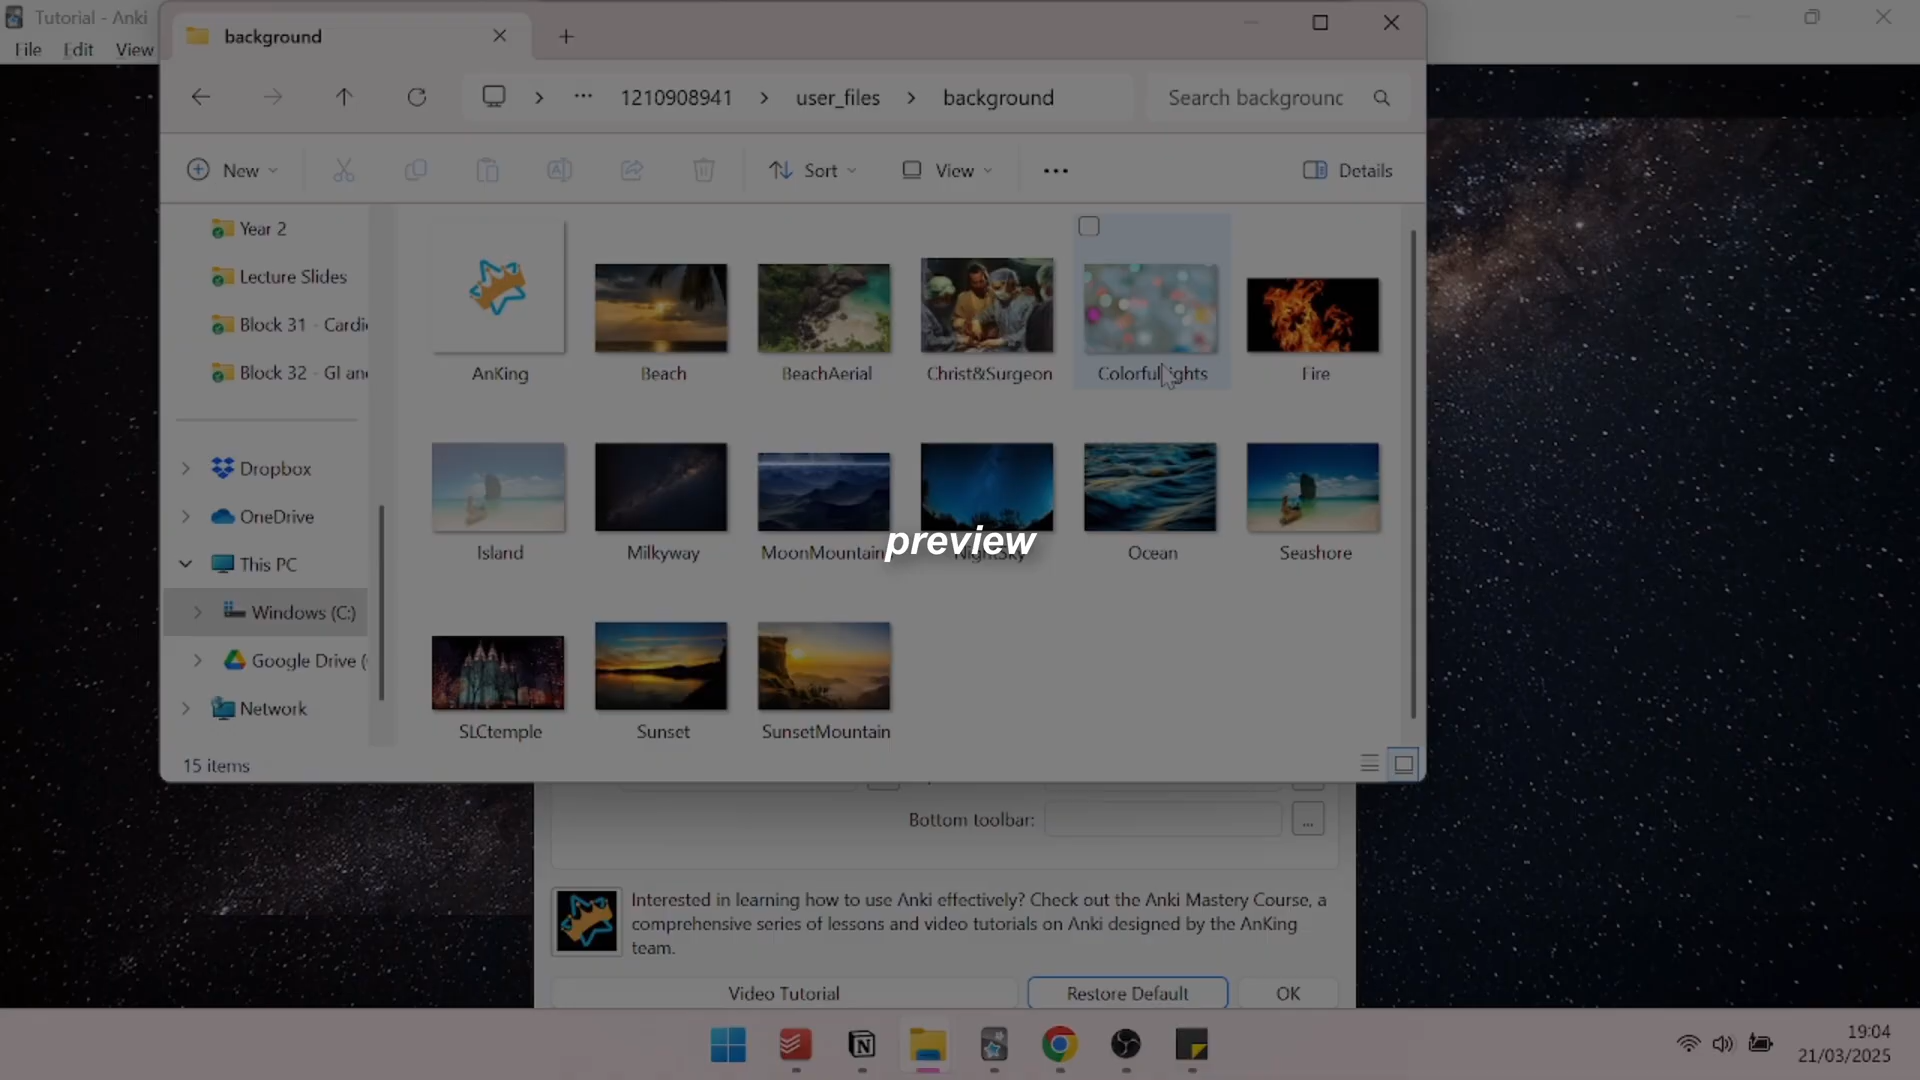 Tutorial - Anki
File Edit View
background
1210908941 > user_files > background
Search background
New
Sort
View
Details
Year 2
Lecture Slides
Block 31 - Cardi
Block 32 - GI an
Dropbox
OneDrive
This PC
Windows (C:)
Google Drive (
Network
AnKing
Beach
BeachAerial
Christ&Surgeon
Fire
Island
Milkyway
MoonMountain
NightSky
Ocean
Seashore
preview
SLCtemple
Sunset
SunsetMountain
15 items
Bottom toolbar:
...
Interested in learning how to use Anki effectively? Check out the Anki Mastery Course, a
comprehensive series of lessons and video tutorials on Anki designed by the AnKing
team.
Video Tutorial
Restore Default
OK
19:04
21/03/2025